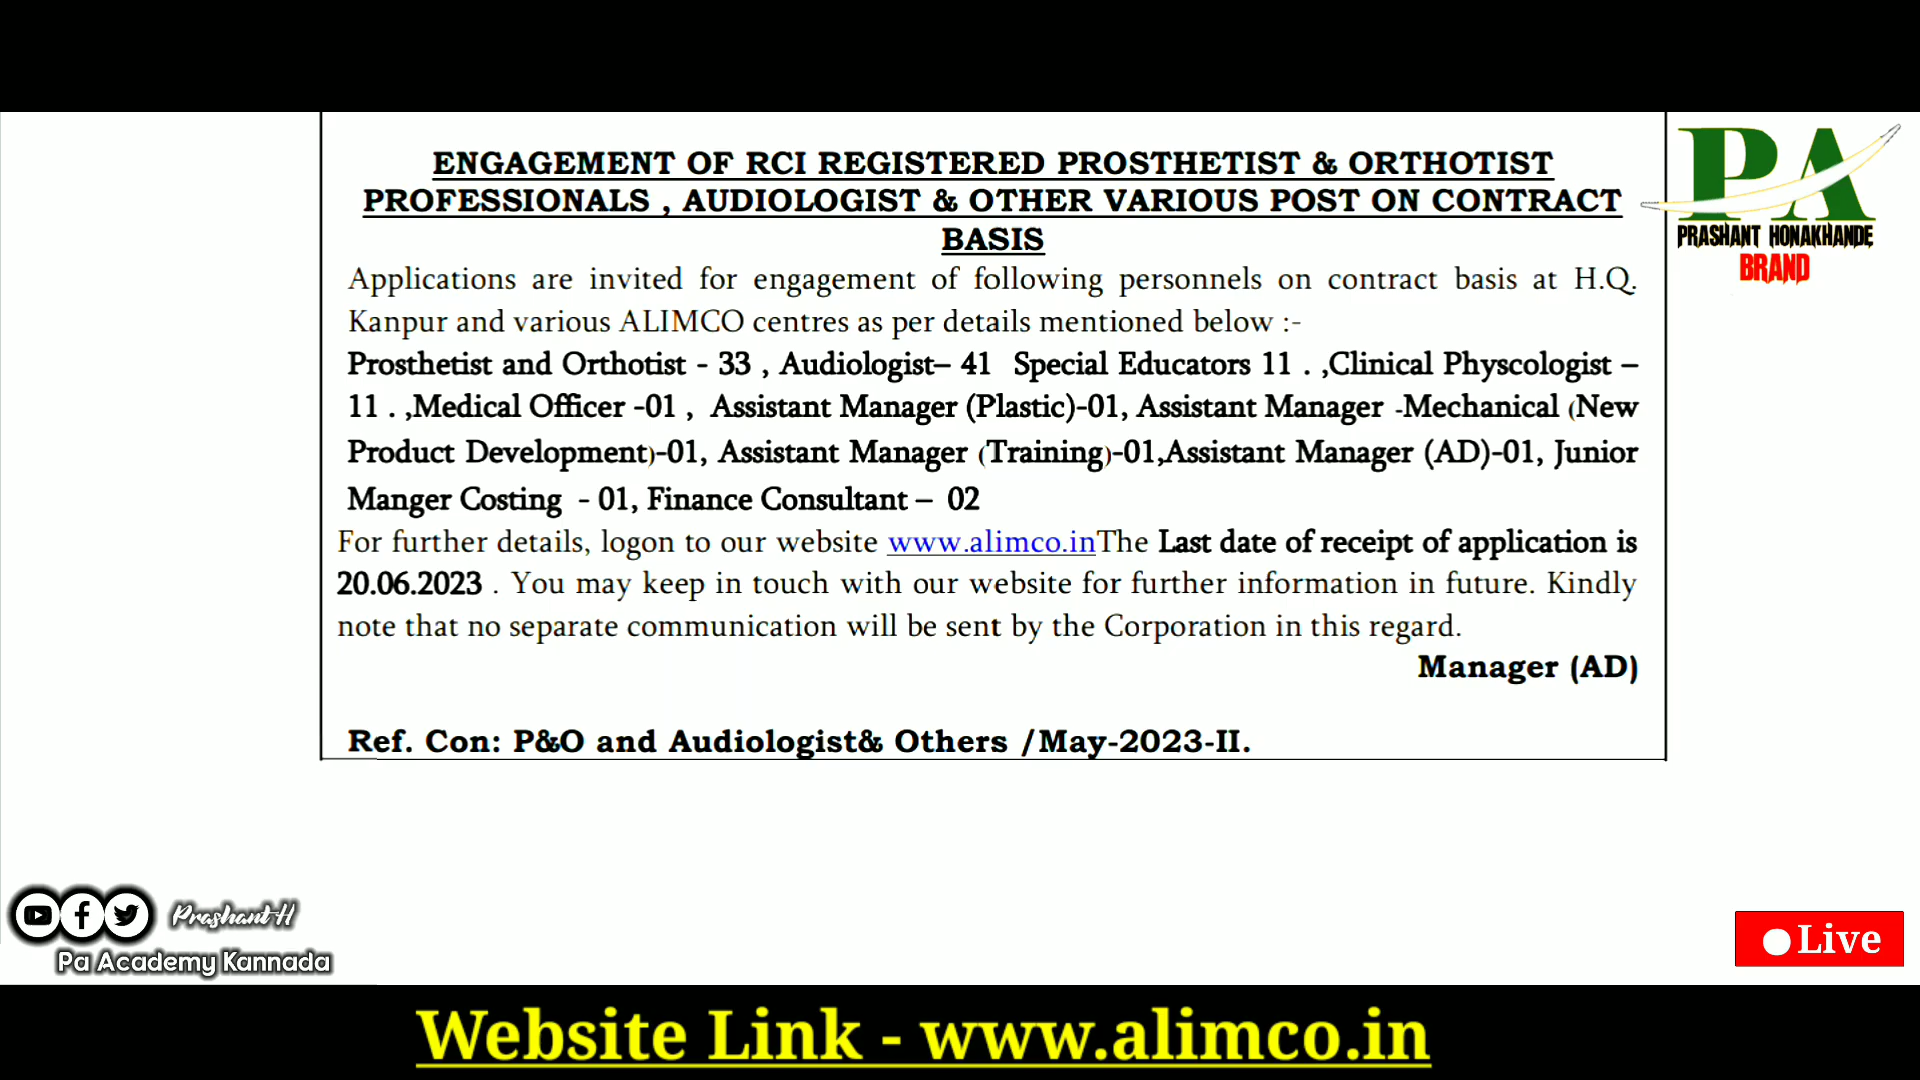 ENGAGEMENT OF RCI REGISTERED PROSTHETIST & ORTHOTIST
PROFESSIONALS , AUDIOLOGIST & OTHER VARIOUS POST ON CONTRACT
BASIS
Applications are invited for engagement of following personnels on contract basis at H.Q.
Kanpur and various ALIMCO centres as per details mentioned below :-
Prosthetist and Orthotist - 33 , Audiologist– 41 Special Educators 11 . ,Clinical Physcologist –
11 . ,Medical Officer -01 , Assistant Manager (Plastic)-01, Assistant Manager -Mechanical (New
Product Development)-01, Assistant Manager (Training)-01,Assistant Manager (AD)-01, Junior
Manger Costing - 01, Finance Consultant – 02
For further details, logon to our website www.alimco.inThe Last date of receipt of application is
20.06.2023 . You may keep in touch with our website for further information in future. Kindly
note that no separate communication will be sent by the Corporation in this regard.
Manager (AD)
Ref. Con: P&O and Audiologist& Others /May-2023-II.
PA
PRASHANT HONAKHANDE
BRAND
Prashant H
Pa Academy Kannada
Live
Website Link - www.alimco.in